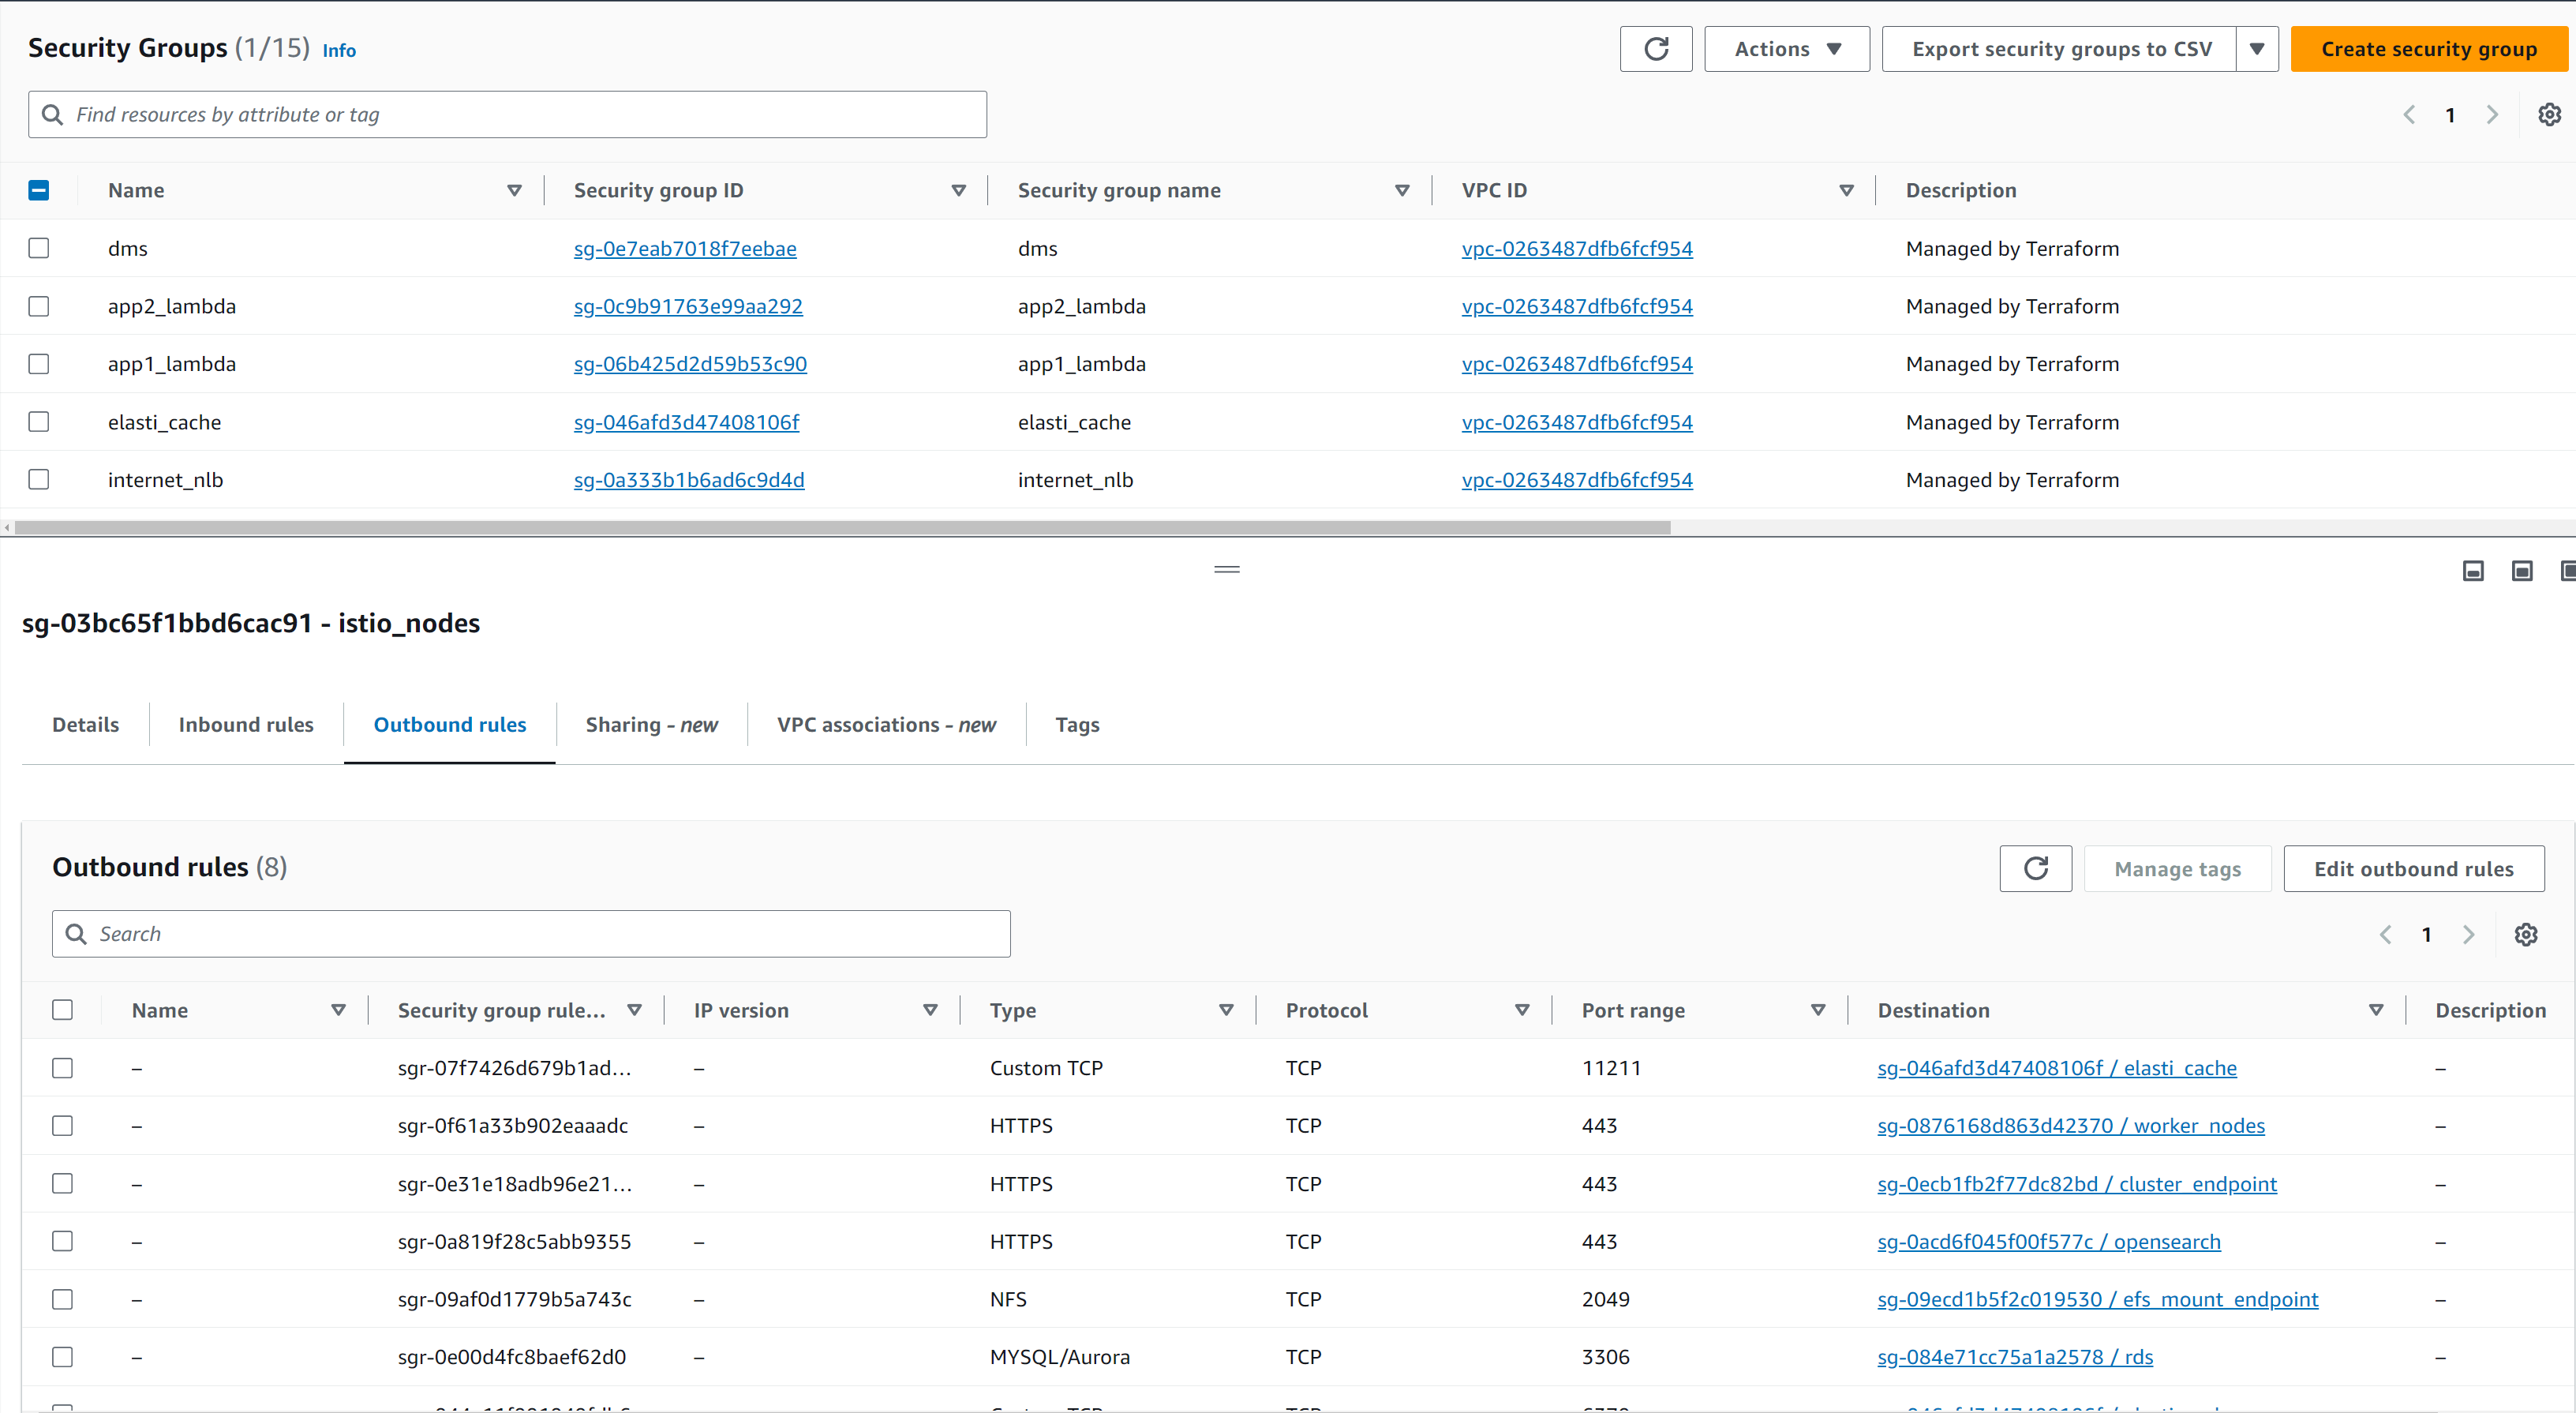 Security Groups (1/15) Info
Actions
Export security groups to CSV
Create security group
Find resources by attribute or tag
1
Name Security group ID Security group name VPC ID Description
dms sg-0e7eab7018f7eebae dms vpc-0263487dfb6fcf954 Managed by Terraform
app2_lambda sg-0c9b91763e99aa292 app2_lambda vpc-0263487dfb6fcf954 Managed by Terraform
app1_lambda sg-06b425d2d59b53c90 app1_lambda vpc-0263487dfb6fcf954 Managed by Terraform
elasti_cache sg-046afd3d47408106f elasti_cache vpc-0263487dfb6fcf954 Managed by Terraform
internet_nlb sg-0a333b1b6ad6c9d4d internet_nlb vpc-0263487dfb6fcf954 Managed by Terraform
sg-03bc65f1bbd6cac91 - istio_nodes
Details Inbound rules Outbound rules Sharing - new VPC associations - new Tags
Outbound rules (8)
Manage tags
Edit outbound rules
Search
1
Name Security group rule... IP version Type Protocol Port range Destination Description
– sgr-07f7426d679b1ad... – Custom TCP TCP 11211 sg-046afd3d47408106f / elasti_cache –
– sgr-0f61a33b902eaaadc – HTTPS TCP 443 sg-0876168d863d42370 / worker_nodes –
– sgr-0e31e18adb96e21... – HTTPS TCP 443 sg-0ecb1fb2f77dc82bd / cluster_endpoint –
– sgr-0a819f28c5abb9355 – HTTPS TCP 443 sg-0acd6f045f00f577c / opensearch –
– sgr-09af0d1779b5a743c – NFS TCP 2049 sg-09ecd1b5f2c019530 / efs_mount_endpoint –
– sgr-0e00d4fc8baef62d0 – MYSQL/Aurora TCP 3306 sg-084e71cc75a1a2578 / rds –